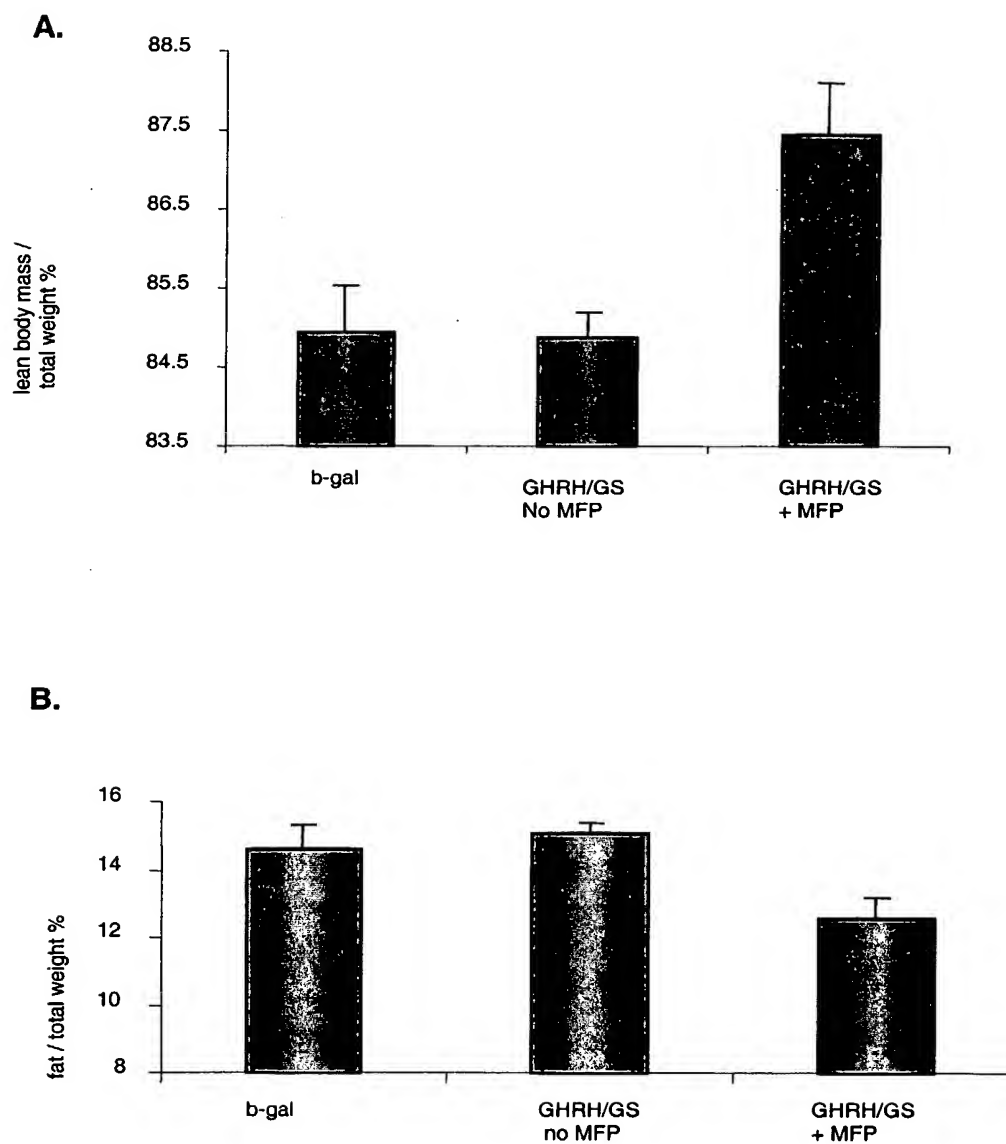 A.
88.5
87.5
86.5
85.5
84.5
83.5
lean body mass /
total weight %
b-gal
GHRH/GS
No MFP
GHRH/GS
+ MFP
B.
16
14
12
10
8
fat / total weight %
b-gal
GHRH/GS
no MFP
GHRH/GS
+ MFP